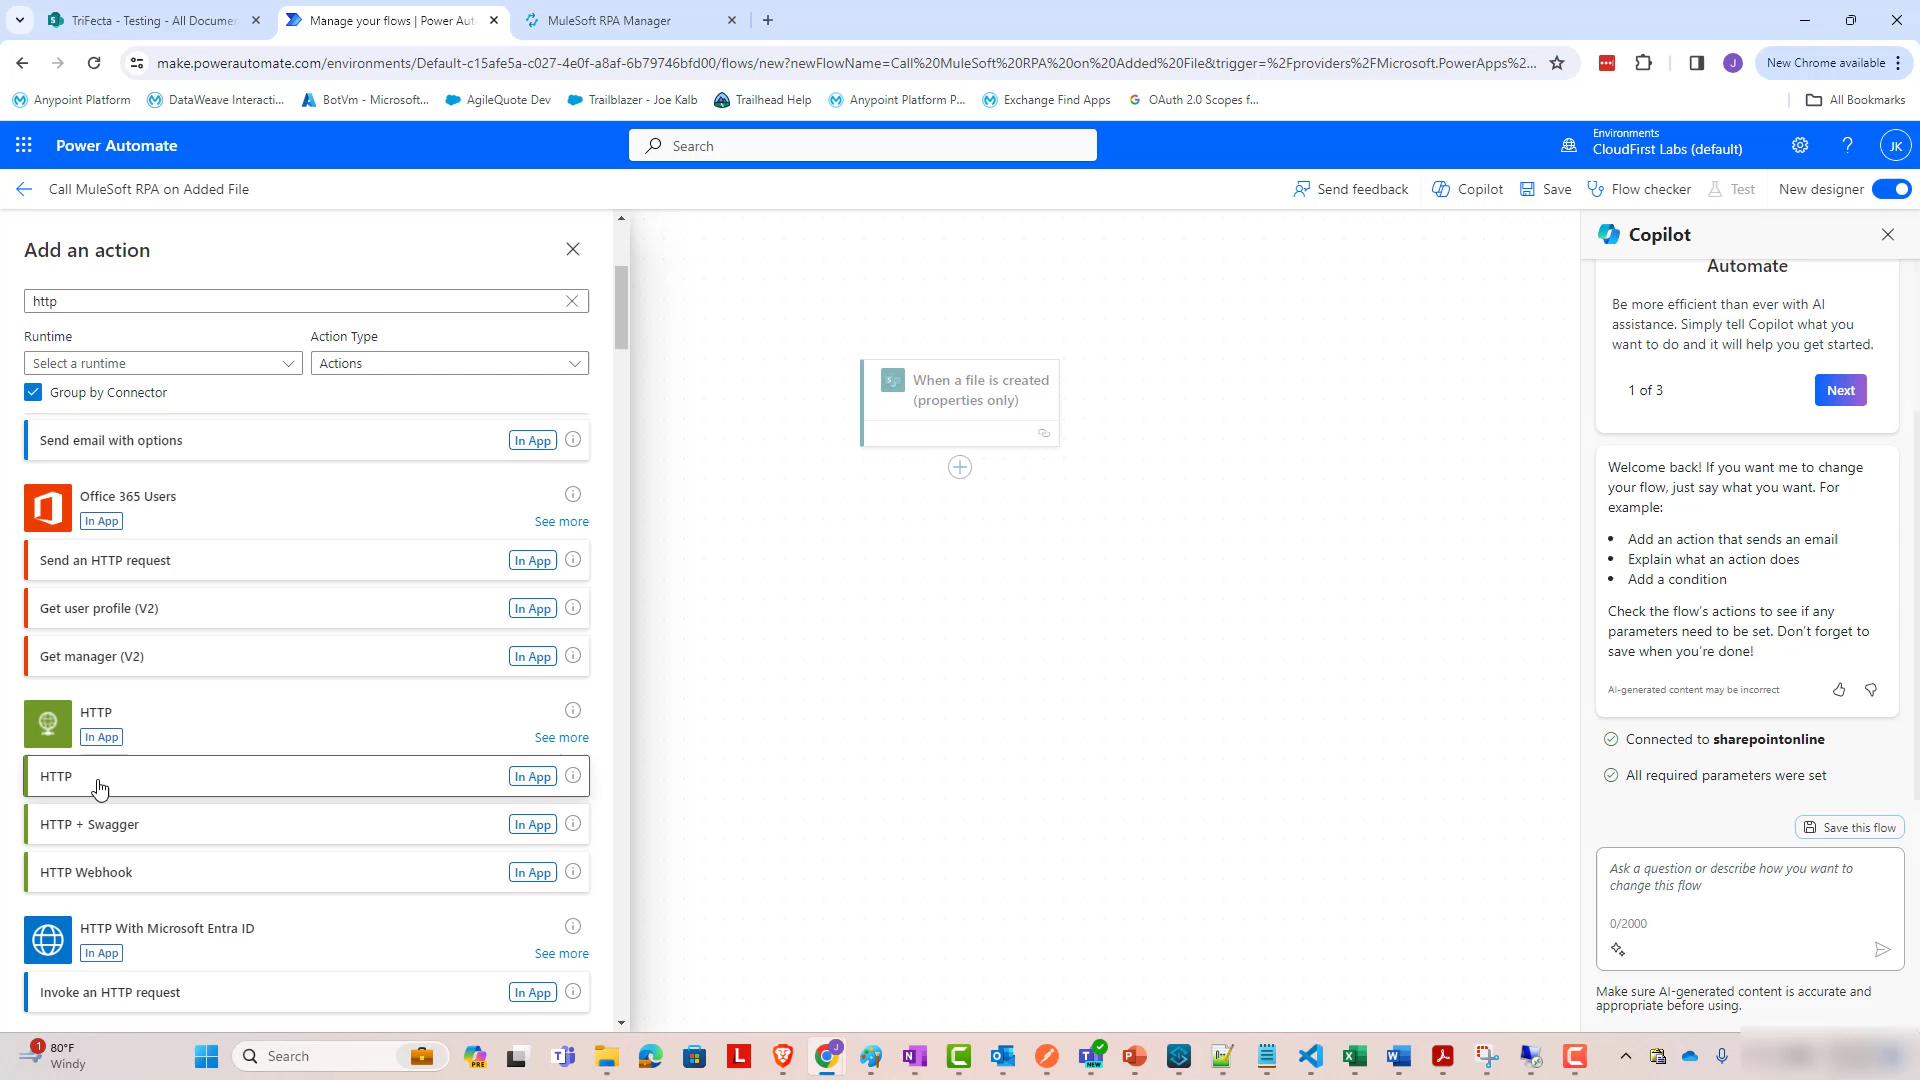 TriFecta - Testing - All Documen
Manage your flows | Power Aut
MuleSoft RPA Manager
make.powerautomate.com/environments/Default-c15afe5a-c027-4e0f-a8af-6b79746bfd00/flows/new?newFlowName=Call%20MuleSoft%20RPA%20on%20Added%20File&trigger=%2Fproviders%2FMicrosoft.PowerApps%2...
J
New Chrome available
Anypoint Platform
DataWeave Interacti...
BotVm - Microsoft...
AgileQuote Dev
Trailblazer - Joe Kalb
Trailhead Help
Anypoint Platform P...
Exchange Find Apps
OAuth 2.0 Scopes f...
All Bookmarks
Power Automate
Search
Environments
CloudFirst Labs (default)
JK
Call MuleSoft RPA on Added File
Send feedback
Copilot
Save
Flow checker
Test
New designer
Add an action
http
Runtime
Action Type
Select a runtime
Actions
Group by Connector
Send email with options
In App
Office 365 Users
In App
See more
Send an HTTP request
In App
Get user profile (V2)
In App
Get manager (V2)
In App
HTTP
In App
See more
HTTP
In App
HTTP + Swagger
In App
HTTP Webhook
In App
HTTP With Microsoft Entra ID
In App
See more
Invoke an HTTP request
In App
When a file is created
(properties only)
Copilot
Automate
Be more efficient than ever with AI
assistance. Simply tell Copilot what you
want to do and it will help you get started.
1 of 3
Next
Welcome back! If you want me to change
your flow, just say what you want. For
example:
Add an action that sends an email
Explain what an action does
Add a condition
Check the flow's actions to see if any
parameters need to be set. Don't forget to
save when you're done!
AI-generated content may be incorrect
Connected to sharepointonline
All required parameters were set
Save this flow
Ask a question or describe how you want to
change this flow
0/2000
Make sure AI-generated content is accurate and
appropriate before using.
1
80°F
Windy
Search
PRE
L
J
NEW